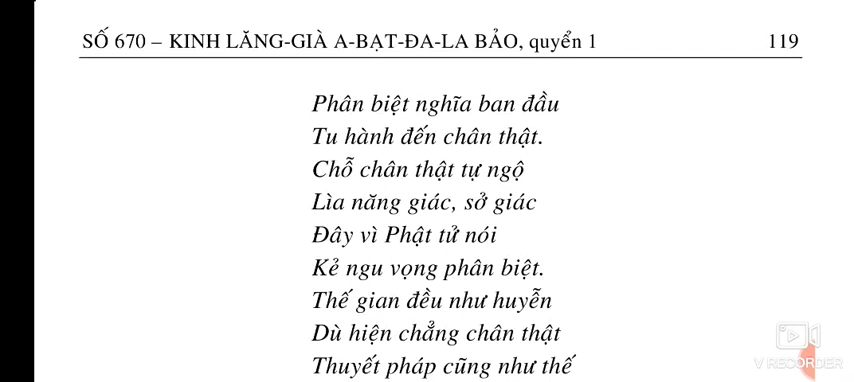 SỐ 670 – KINH LĂNG-GIÀ A-BẠT-ĐA-LA BẢO, quyển 1 119
Phân biệt nghĩa ban đầu
Tu hành đến chân thật.
Chỗ chân thật tự ngộ
Lìa năng giác, sở giác
Đây vì Phật tử nói
Kẻ ngu vọng phân biệt.
Thế gian đều như huyễn
Dù hiện chẳng chân thật
Thuyết pháp cũng như thế
V RECORDER